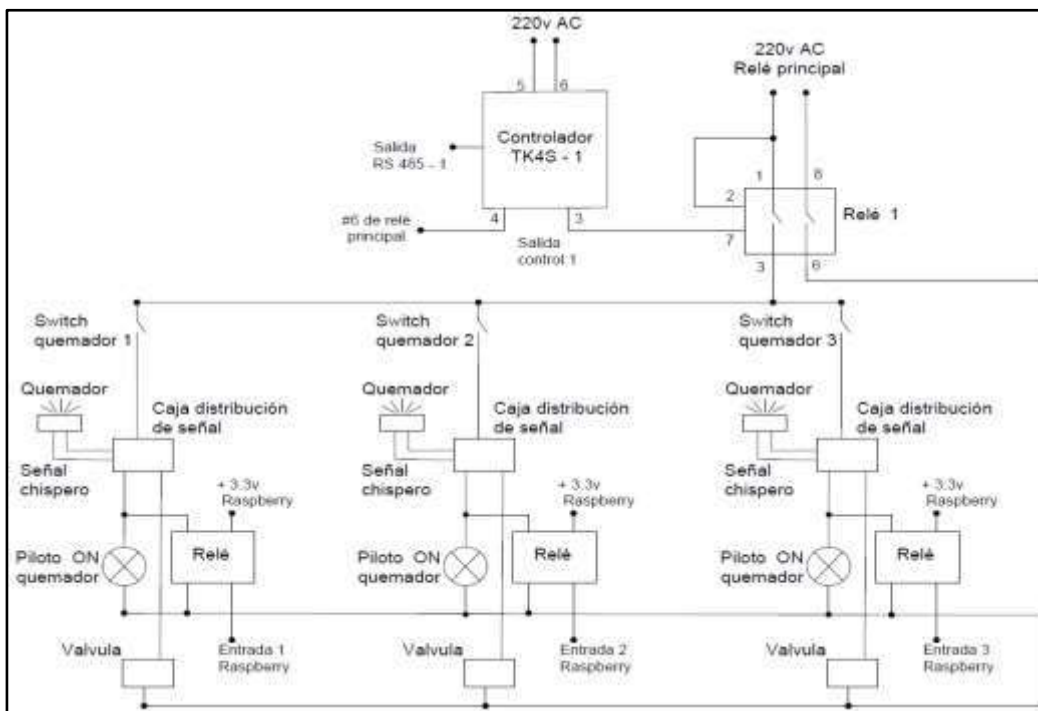 220v AC
220v AC
Relé principal
5 6
Controlador
TK4S - 1
Salida
RS 485 - 1
4 3
#6 de relé
principal
Salida
control 1
1 8
2
Relé 1
7
3 6
Switch
quemador 1
Switch
quemador 2
Switch
quemador 3
Quemador
Caja distribución
de señal
Señal
chispero
+ 3.3v
Raspberry
Piloto ON
quemador
Relé
Valvula
Entrada 1
Raspberry
Quemador
Caja distribución
de señal
Señal
chispero
+ 3.3v
Raspberry
Piloto ON
quemador
Relé
Valvula
Entrada 2
Raspberry
Quemador
Caja distribución
de señal
Señal
chispero
+ 3.3v
Raspberry
Piloto ON
quemador
Relé
Valvula
Entrada 3
Raspberry